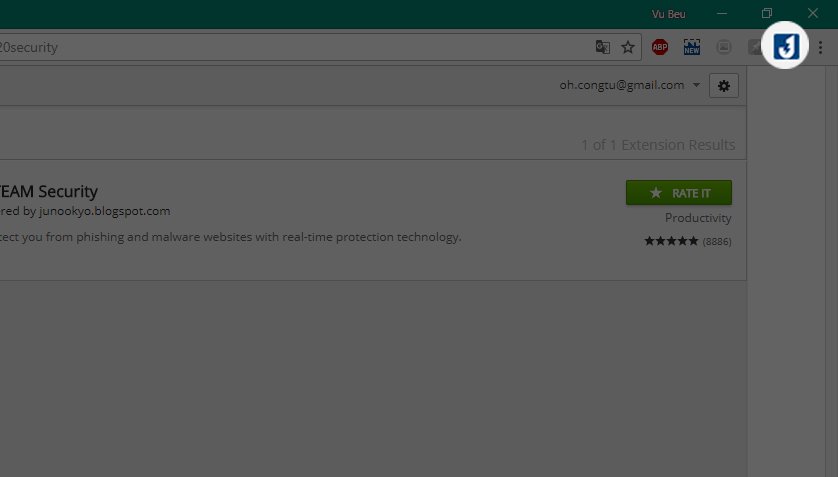 Vu Beu
20security
ABP
NEW
J
oh.congtu@gmail.com
1 of 1 Extension Results
TEAM Security
RATE IT
red by junookyo.blogspot.com
Productivity
tect you from phishing and malware websites with real-time protection technology.
(8886)